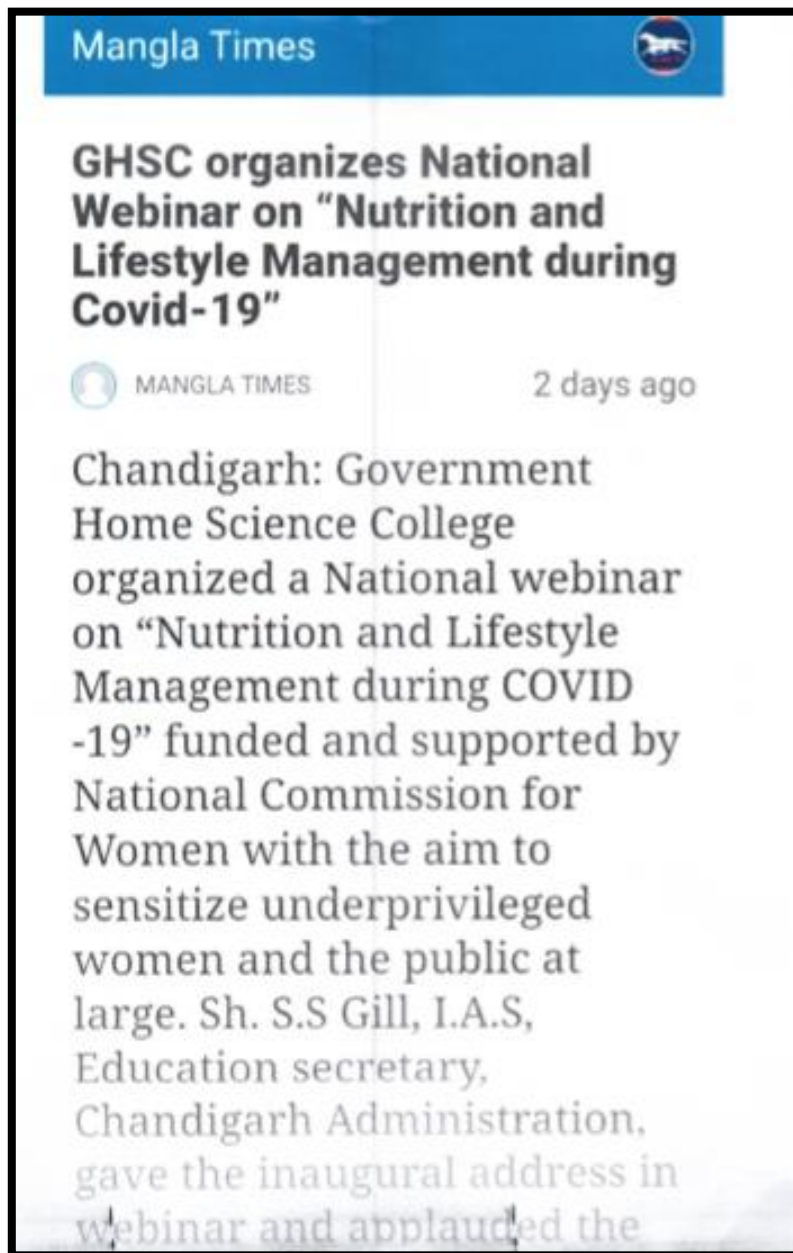 Mangla Times
GHSC organizes National
Webinar on “Nutrition and
Lifestyle Management during
Covid-19”
MANGLA TIMES 2 days ago
Chandigarh: Government
Home Science College
organized a National webinar
on “Nutrition and Lifestyle
Management during COVID
-19” funded and supported by
National Commission for
Women with the aim to
sensitize underprivileged
women and the public at
large. Sh. S.S Gill, I.A.S,
Education secretary,
Chandigarh Administration,
gave the inaugural address in
webinar and applauded the